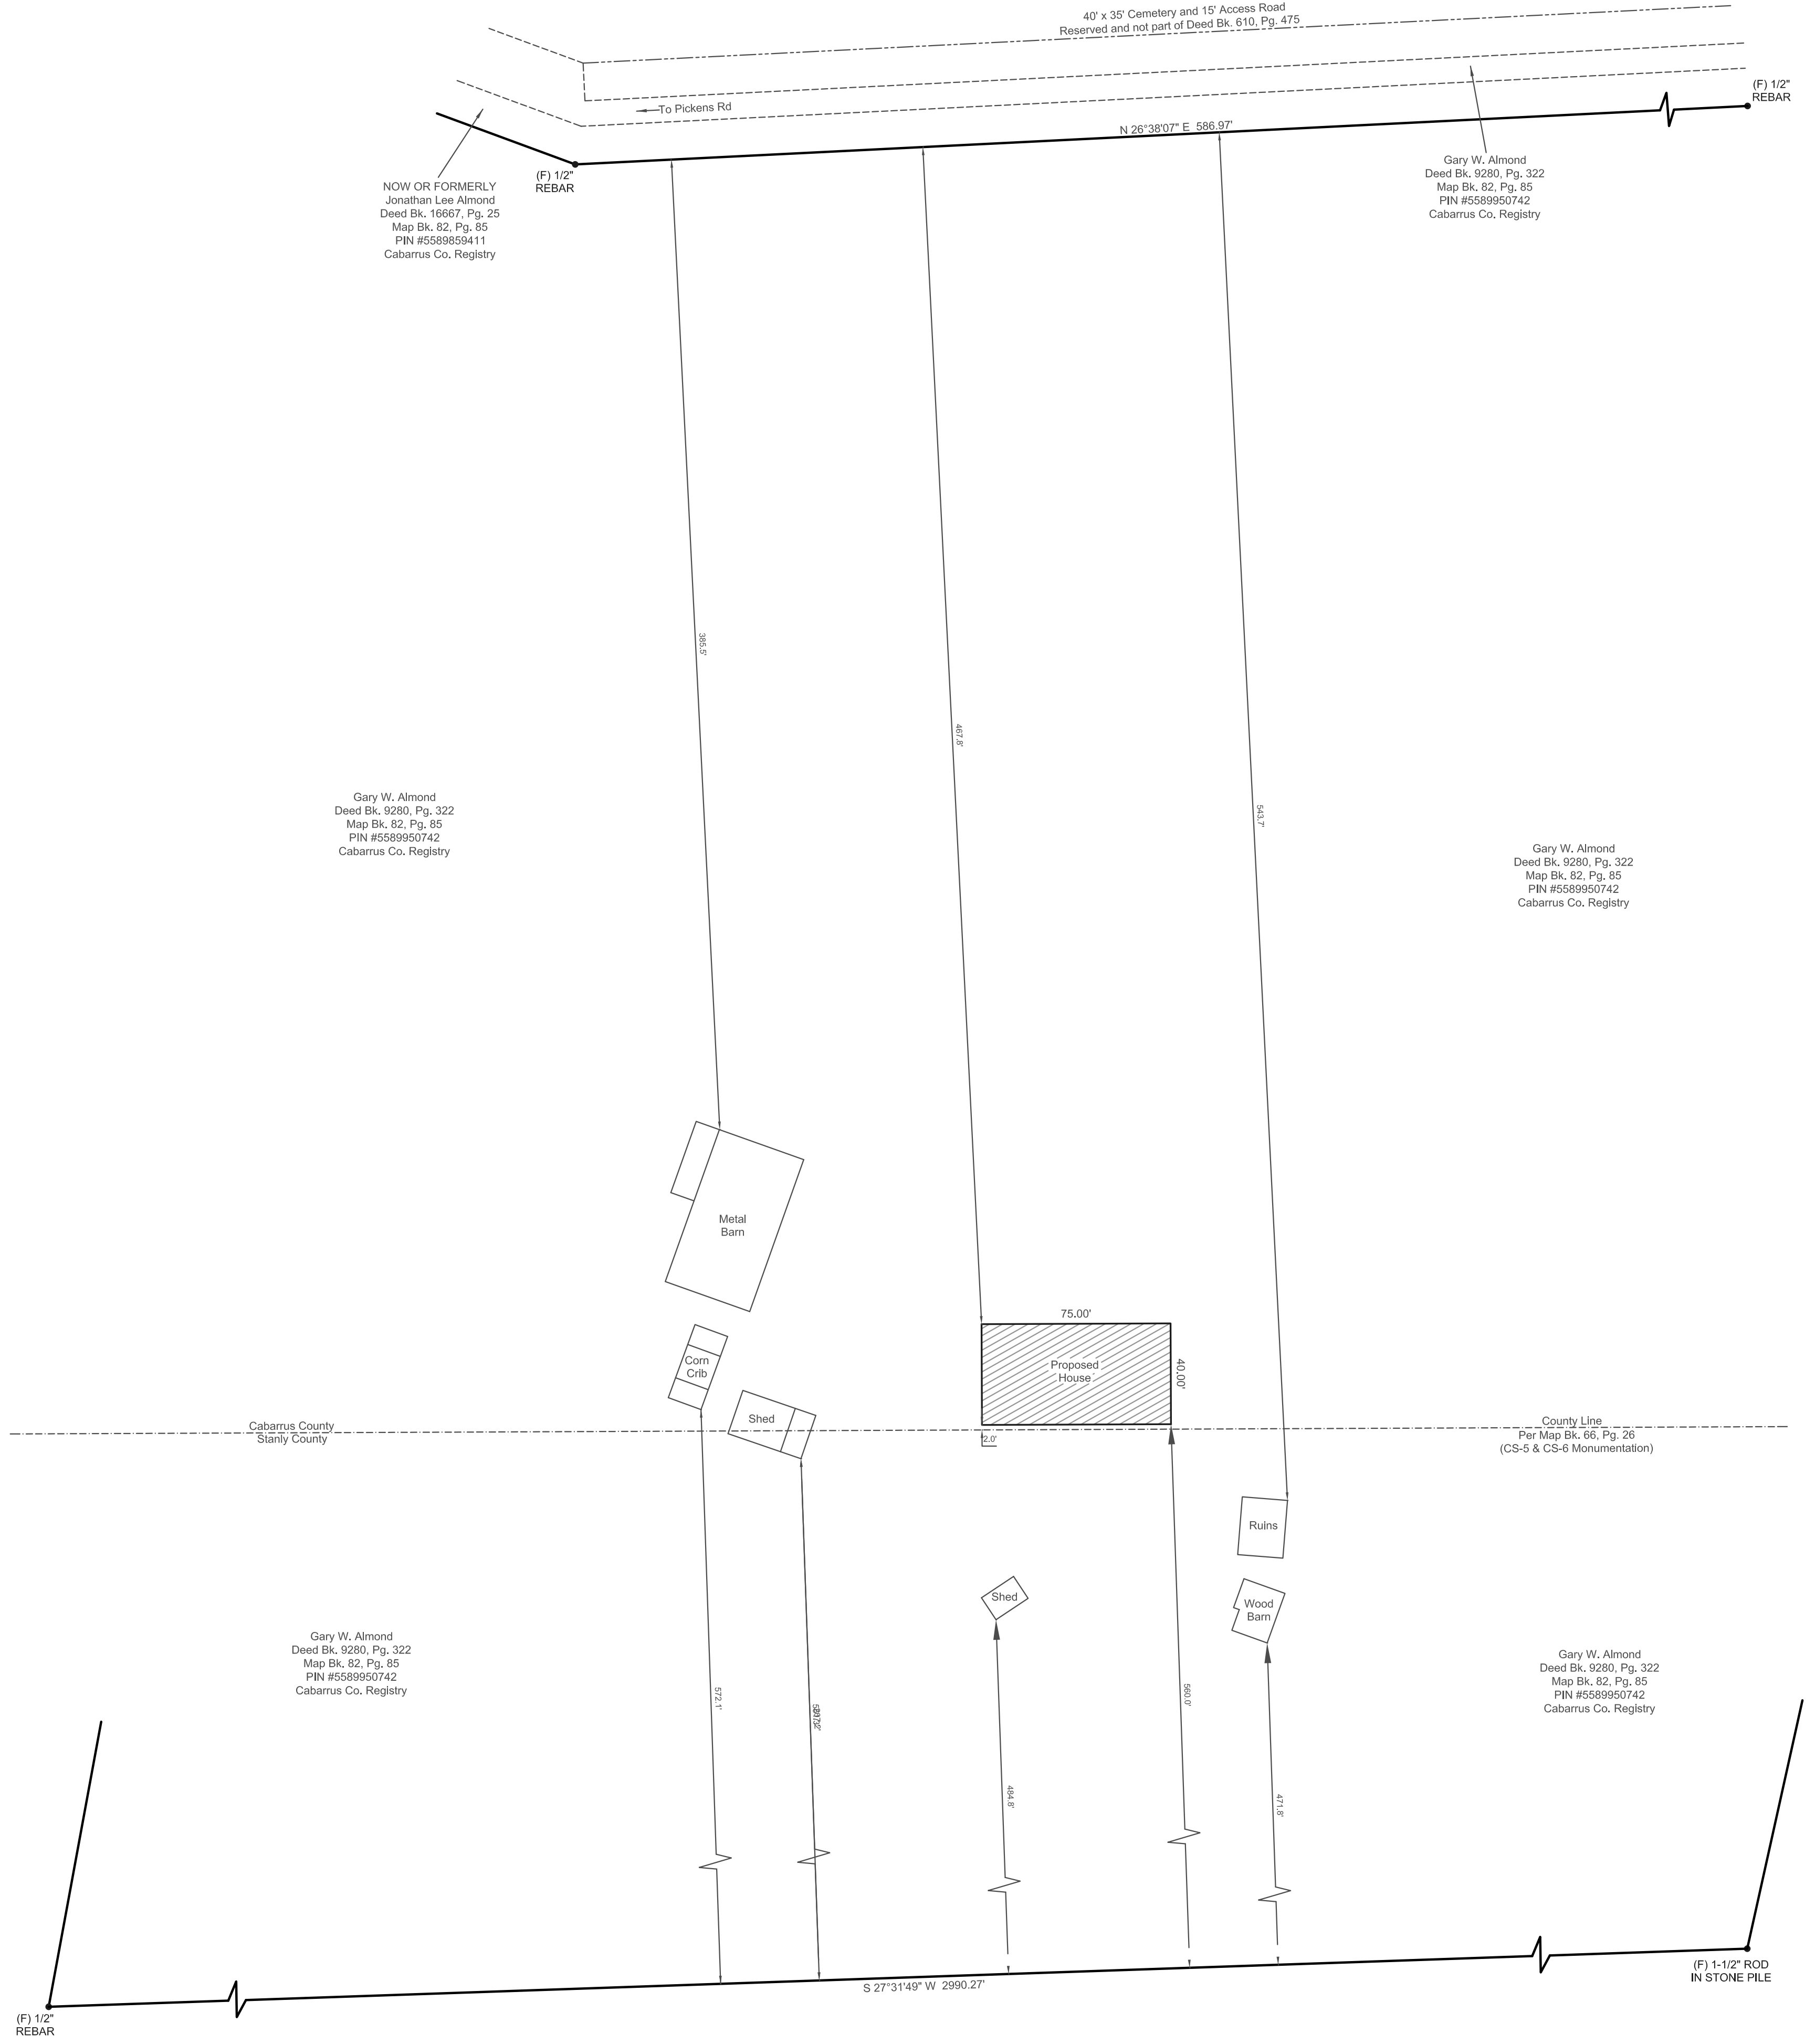 40' x 35' Cemetery and 15' Access Road
Reserved and not part of Deed Bk. 610, Pg. 475
To Pickens Rd
N 26°38'07" E 586.97'
(F) 1/2"
REBAR
(F) 1/2"
REBAR
NOW OR FORMERLY
Jonathan Lee Almond
Deed Bk. 16667, Pg. 25
Map Bk. 82, Pg. 85
PIN #5589859411
Cabarrus Co. Registry
Gary W. Almond
Deed Bk. 9280, Pg. 322
Map Bk. 82, Pg. 85
PIN #5589950742
Cabarrus Co. Registry
385.5'
467.8'
543.7'
Gary W. Almond
Deed Bk. 9280, Pg. 322
Map Bk. 82, Pg. 85
PIN #5589950742
Cabarrus Co. Registry
Gary W. Almond
Deed Bk. 9280, Pg. 322
Map Bk. 82, Pg. 85
PIN #5589950742
Cabarrus Co. Registry
Metal
Barn
75.00'
Proposed
House
40.00'
Corn
Crib
Shed
Cabarrus County
Stanly County
2.0'
County Line
Per Map Bk. 66, Pg. 26
(CS-5 & CS-6 Monumentation)
Ruins
Shed
Wood
Barn
Gary W. Almond
Deed Bk. 9280, Pg. 322
Map Bk. 82, Pg. 85
PIN #5589950742
Cabarrus Co. Registry
Gary W. Almond
Deed Bk. 9280, Pg. 322
Map Bk. 82, Pg. 85
PIN #5589950742
Cabarrus Co. Registry
572.1'
560.0'
484.8'
471.8'
S 27°31'49" W 2990.27'
(F) 1-1/2" ROD
IN STONE PILE
(F) 1/2"
REBAR